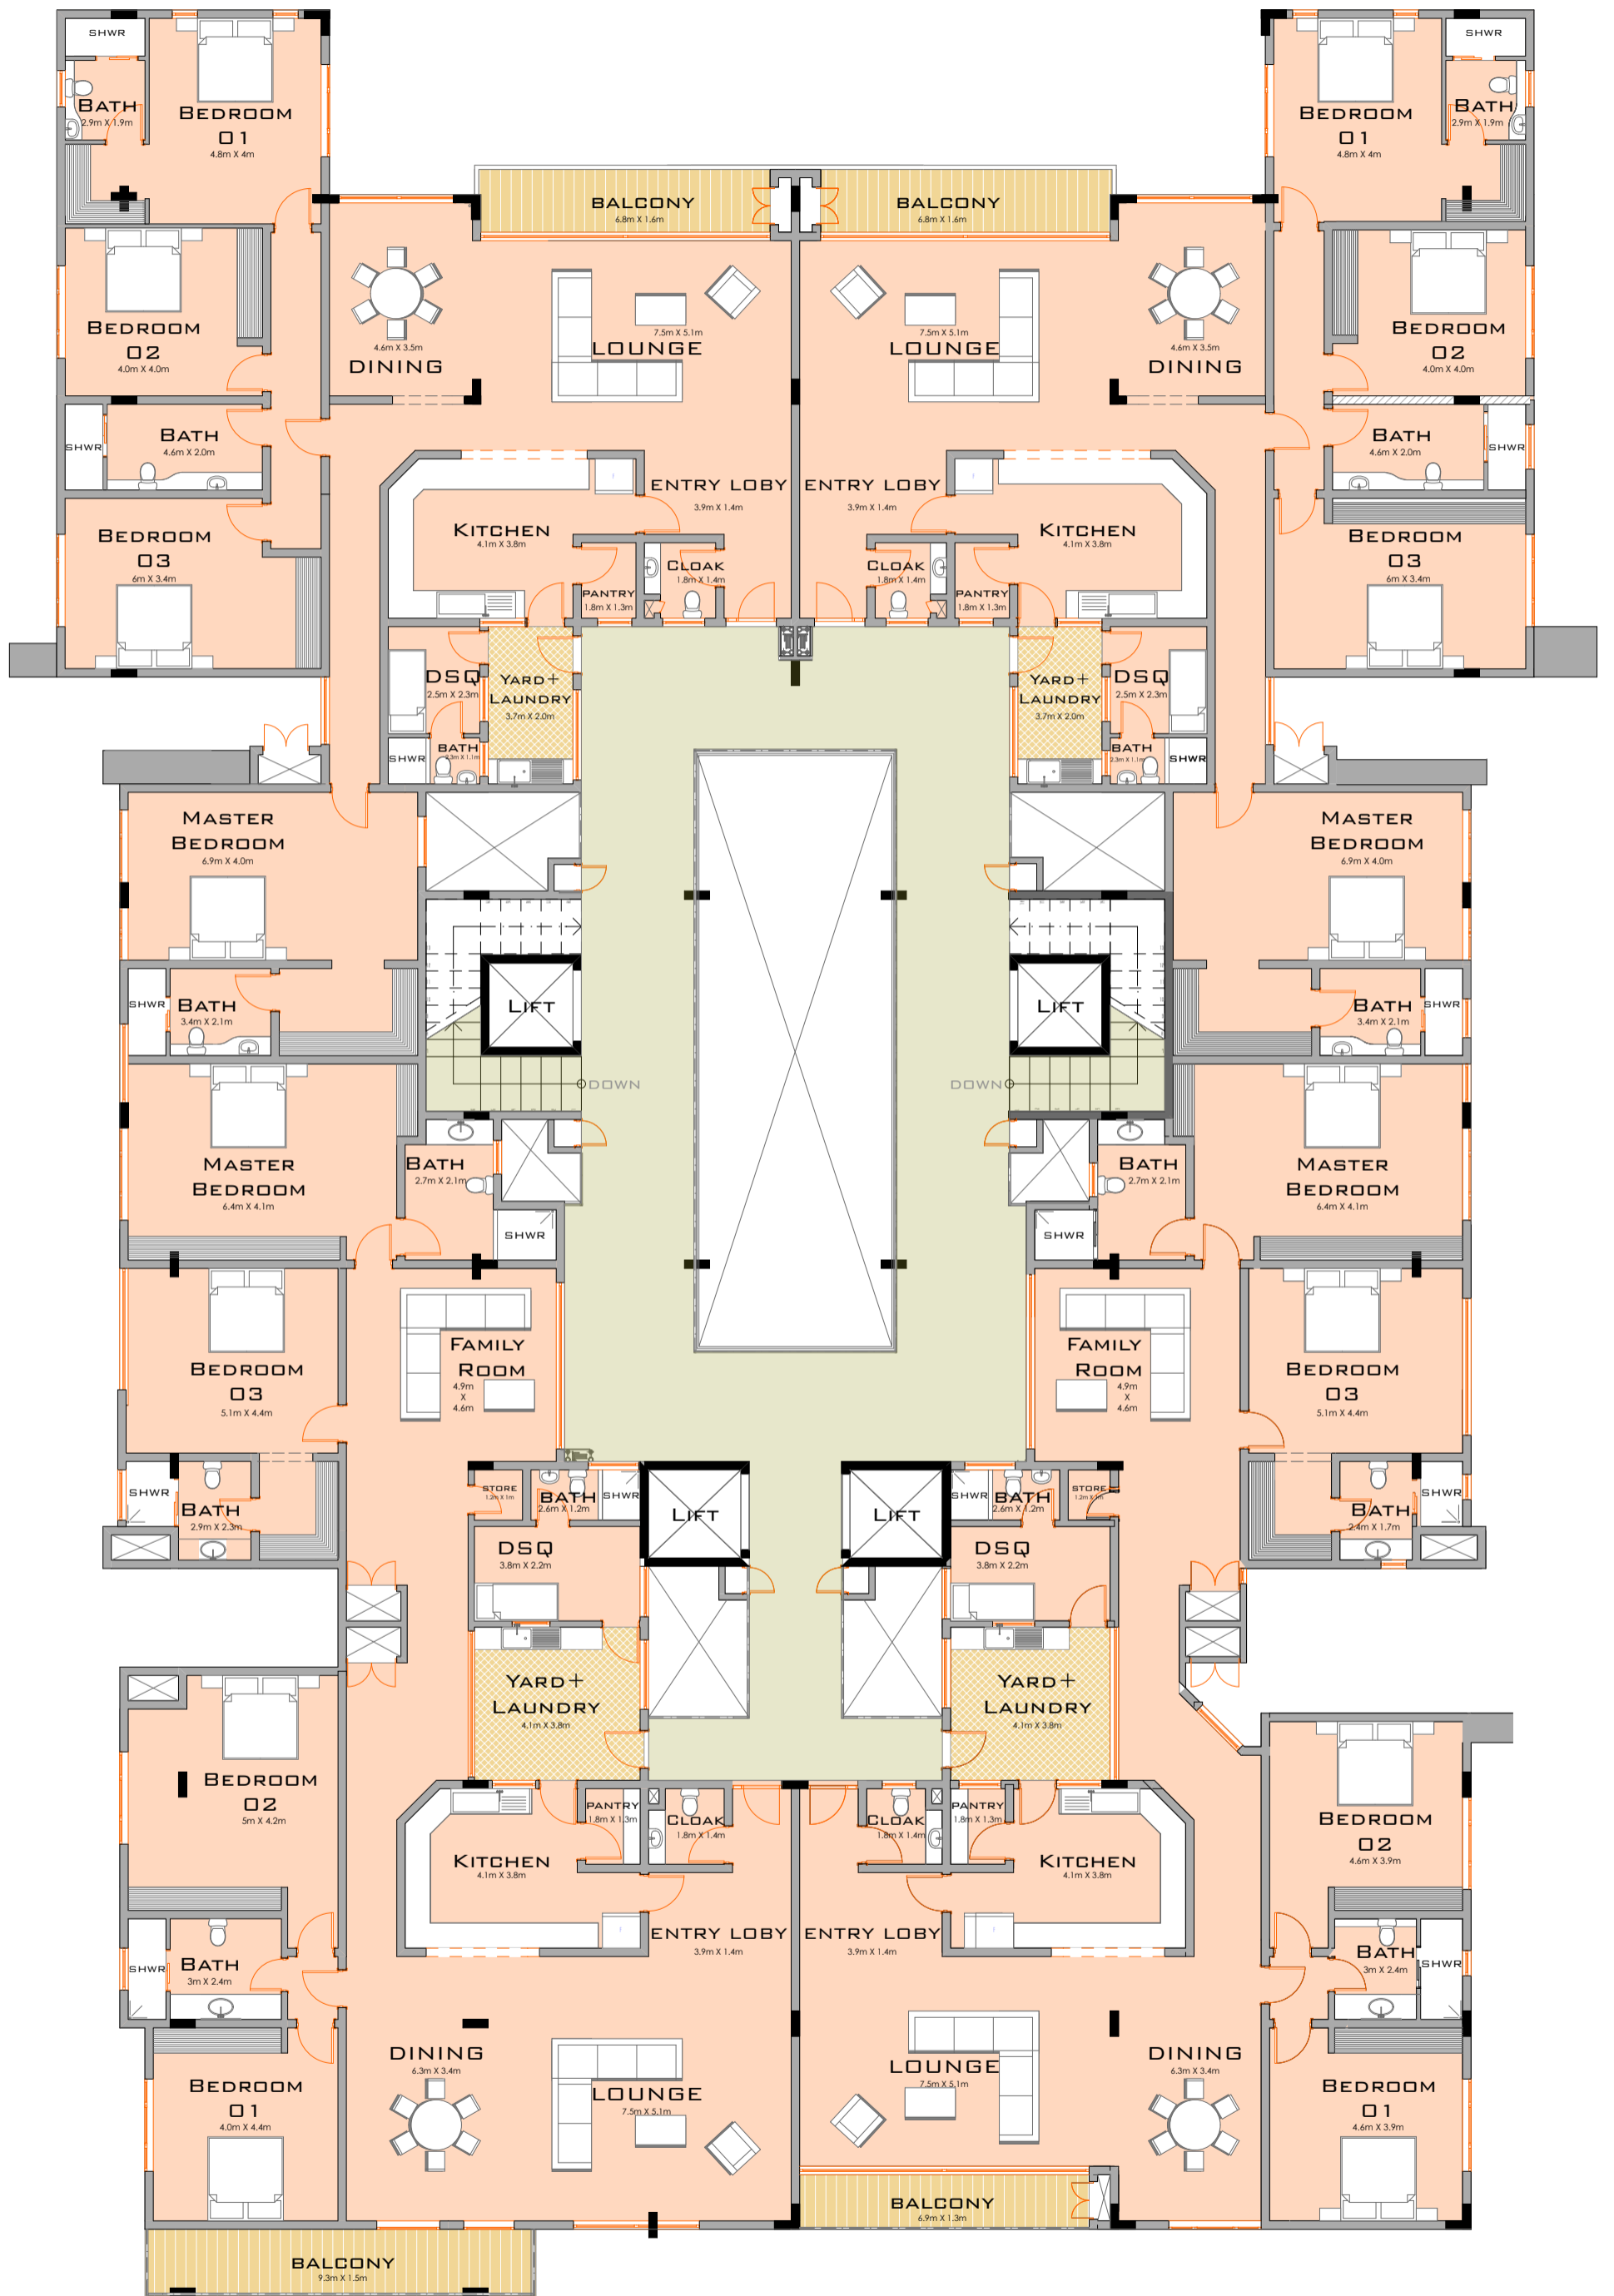 SHWR
BATH
2.9m X 1.9m
BEDROOM
01
4.8m X 4m
BALCONY
6.8m X 1.6m
BALCONY
6.8m X 1.6m
BEDROOM
01
4.8m X 4m
SHWR
BATH
2.9m X 1.9m
BEDROOM
02
4.0m X 4.0m
4.6m X 3.5m
DINING
7.5m X 5.1m
LOUNGE
7.5m X 5.1m
LOUNGE
4.6m X 3.5m
DINING
BEDROOM
02
4.0m X 4.0m
SHWR
BATH
4.6m X 2.0m
BATH
4.6m X 2.0m
SHWR
ENTRY LOBY
3.9m X 1.4m
ENTRY LOBY
3.9m X 1.4m
BEDROOM
03
6m X 3.4m
KITCHEN
4.1m X 3.8m
PANTRY
1.8m X 1.3m
CLOAK
1.8m X 1.4m
CLOAK
1.8m X 1.4m
PANTRY
1.8m X 1.3m
KITCHEN
4.1m X 3.8m
BEDROOM
03
6m X 3.4m
DSQ
2.5m X 2.3m
YARD+
LAUNDRY
3.7m X 2.0m
YARD+
LAUNDRY
3.7m X 2.0m
DSQ
2.5m X 2.3m
SHWR
BATH
2.3m X 1.1m
BATH
2.3m X 1.1m
SHWR
MASTER
BEDROOM
6.9m X 4.0m
MASTER
BEDROOM
6.9m X 4.0m
SHWR
BATH
3.4m X 2.1m
LIFT
LIFT
BATH
3.4m X 2.1m
SHWR
DOWN
DOWN
MASTER
BEDROOM
6.4m X 4.1m
BATH
2.7m X 2.1m
SHWR
BATH
2.7m X 2.1m
SHWR
MASTER
BEDROOM
6.4m X 4.1m
BEDROOM
03
5.1m X 4.4m
FAMILY
ROOM
4.9m
X
4.6m
FAMILY
ROOM
4.9m
X
4.6m
BEDROOM
03
5.1m X 4.4m
SHWR
BATH
2.9m X 2.3m
STORE
1.2m X 1m
BATH
2.6m X 1.2m
SHWR
LIFT
LIFT
SHWR
BATH
2.6m X 1.2m
STORE
1.2m X 1m
BATH
2.4m X 1.7m
SHWR
DSQ
3.8m X 2.2m
DSQ
3.8m X 2.2m
YARD+
LAUNDRY
4.1m X 3.8m
YARD+
LAUNDRY
4.1m X 3.8m
BEDROOM
02
5m X 4.2m
PANTRY
1.8m X 1.3m
CLOAK
1.8m X 1.4m
CLOAK
1.8m X 1.4m
PANTRY
1.8m X 1.3m
BEDROOM
02
4.6m X 3.9m
KITCHEN
4.1m X 3.8m
KITCHEN
4.1m X 3.8m
ENTRY LOBY
3.9m X 1.4m
ENTRY LOBY
3.9m X 1.4m
SHWR
BATH
3m X 2.4m
BATH
3m X 2.4m
SHWR
DINING
6.3m X 3.4m
LOUNGE
7.5m X 5.1m
LOUNGE
7.5m X 5.1m
DINING
6.3m X 3.4m
BEDROOM
01
4.0m X 4.4m
BEDROOM
01
4.6m X 3.9m
BALCONY
6.9m X 1.3m
BALCONY
9.3m X 1.5m